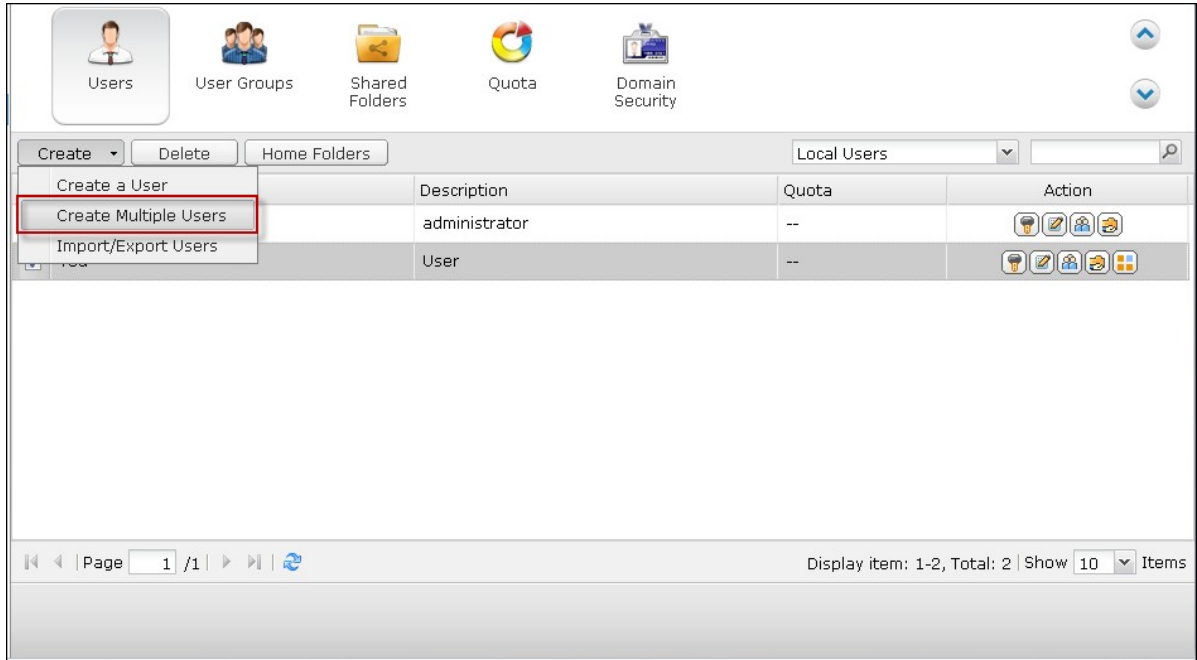 Users
User Groups
Shared
Folders
Quota
Domain
Security
Create
Delete
Home Folders
Local Users
Create a User
Create Multiple Users
Import/Export Users
Description
Quota
Action
administrator
--
User
--
Page 1 /1
Display item: 1-2, Total: 2 Show 10 Items